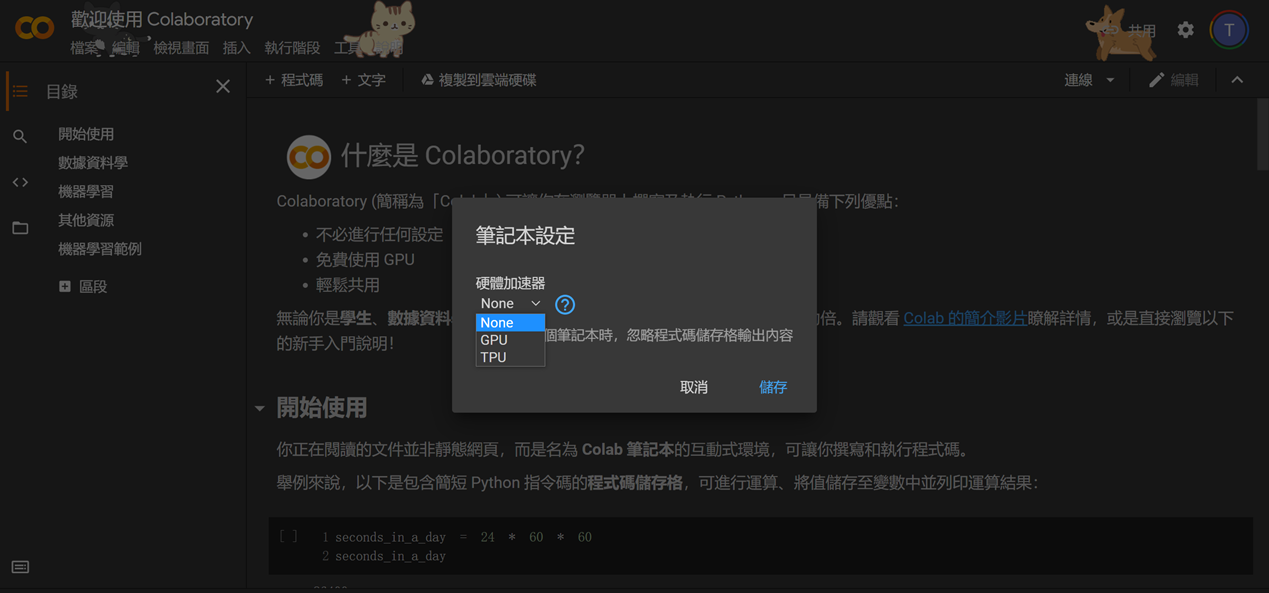 歡迎使用 Colaboratory
檔案 編輯 檢視畫面 插入 執行階段 工具
共用
T
目錄
開始使用
數據資料學
機器學習
其他資源
機器學習範例
區段
+ 程式碼 + 文字 複製到雲端硬碟
連線 編輯
什麼是 Colaboratory？
Colaboratory (簡稱為「 下列優點：
不必進行任何設定
免費使用 GPU
輕鬆共用
無論你是學生、數據資料 倍。請觀看 Colab 的簡介影片瞭解詳情，或是直接瀏覽以下
的新手入門說明！
筆記本設定
硬體加速器
None
None
GPU
TPU
個筆記本時，忽略程式碼儲存格輸出內容
取消 儲存
開始使用
你正在閱讀的文件並非靜態網頁，而是名為 Colab 筆記本的互動式環境，可讓你撰寫和執行程式碼。
舉例來說，以下是包含簡短 Python 指令碼的程式碼儲存格，可進行運算、將值儲存至變數中並列印運算結果：
[ ] 1 seconds_in_a_day = 24 * 60 * 60
2 seconds_in_a_day